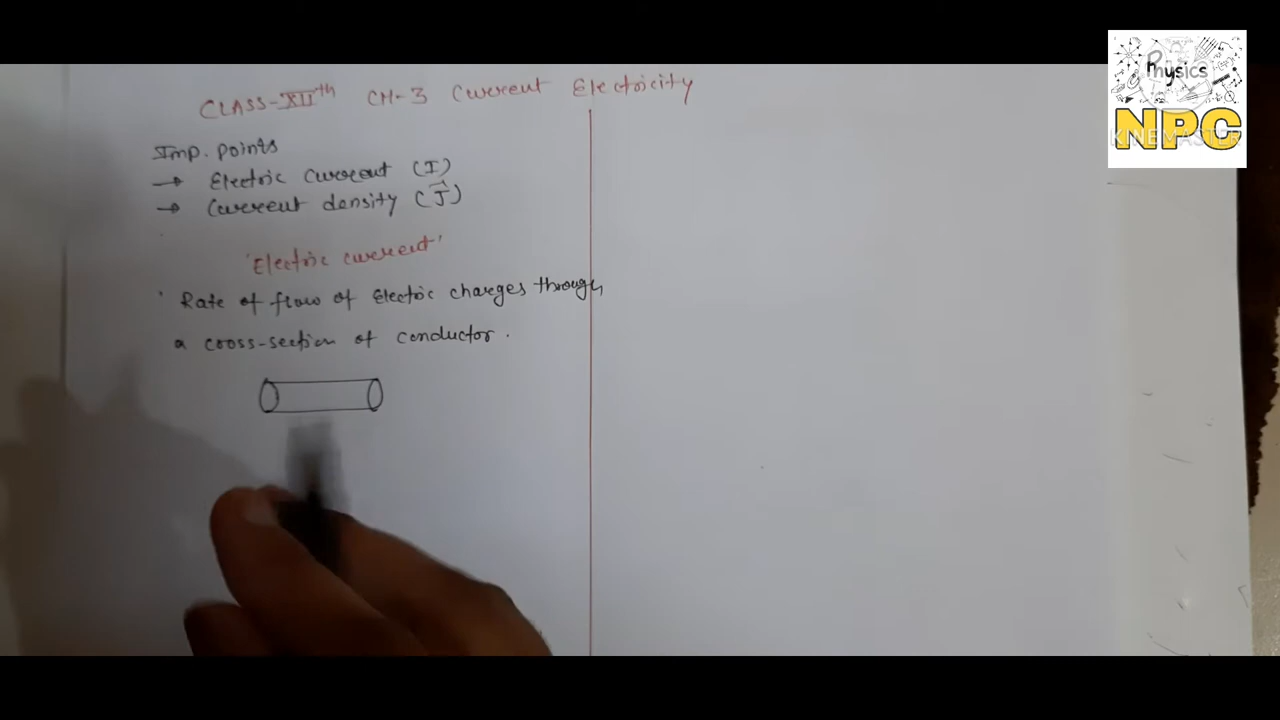 CLASS-XIIth CH-3 Current Electricity
Imp. points
→ Electric Current (I)
→ Current density (J⃗)
'Electric current'
Rate of flow of Electric charges through
a cross-section of conductor.
Physics
NPC
KINEMASTER